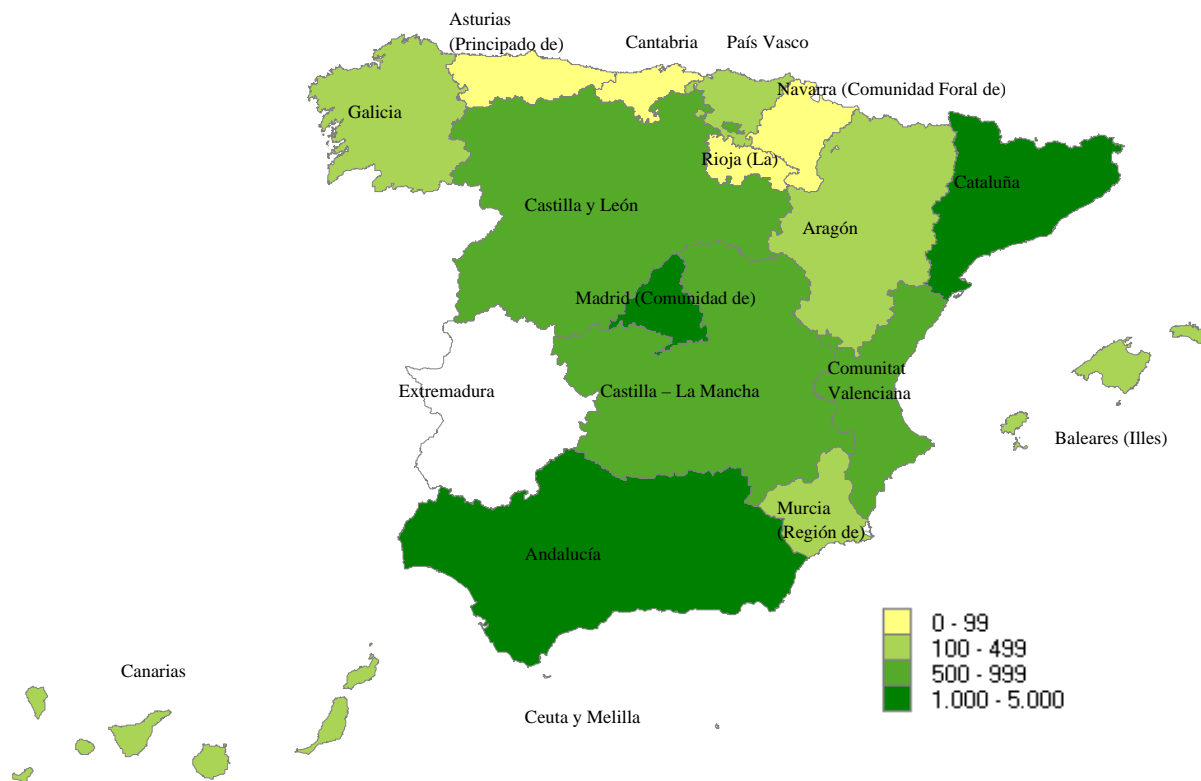 Asturias
(Principado de)
Cantabria
País Vasco
Navarra (Comunidad Foral de)
Galicia
Rioja (La)
Cataluña
Castilla y León
Aragón
Madrid (Comunidad de)
Comunitat
Valenciana
Extremadura
Castilla – La Mancha
Baleares (Illes)
Murcia
(Región de)
Andalucía
0 - 99
100 - 499
500 - 999
1.000 - 5.000
Canarias
Ceuta y Melilla